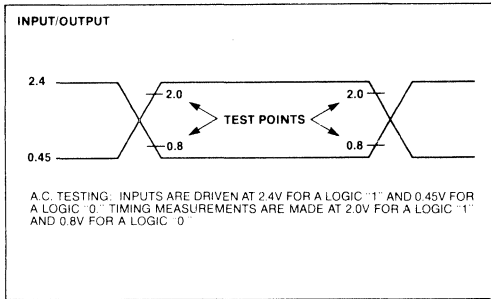 INPUT/OUTPUT
2.4
2.0
2.0
TEST POINTS
0.8
0.8
0.45
A.C. TESTING: INPUTS ARE DRIVEN AT 2.4V FOR A LOGIC "1" AND 0.45V FOR
A LOGIC "0." TIMING MEASUREMENTS ARE MADE AT 2.0V FOR A LOGIC "1"
AND 0.8V FOR A LOGIC "0"